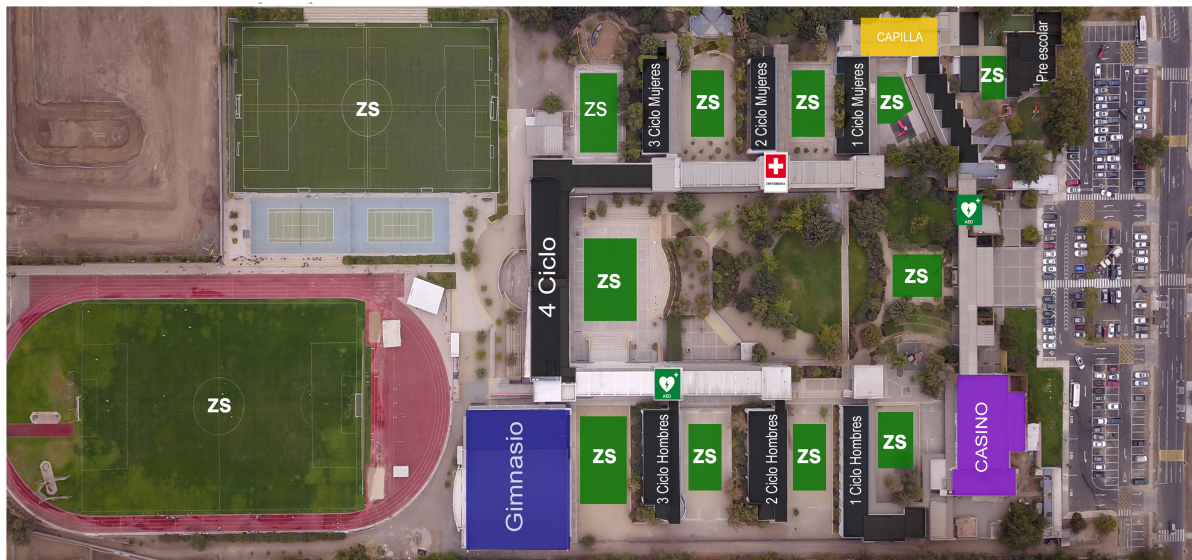 CAPILLA
Pre escolar
ZS
ZS
ZS
3 Ciclo Mujeres
ZS
2 Ciclo Mujeres
ZS
1 Ciclo Mujeres
ZS
ENFERMERIA
AED
4 Ciclo
ZS
ZS
AED
ZS
Gimnasio
ZS
3 Ciclo Hombres
ZS
2 Ciclo Hombres
ZS
1 Ciclo Hombres
ZS
CASINO